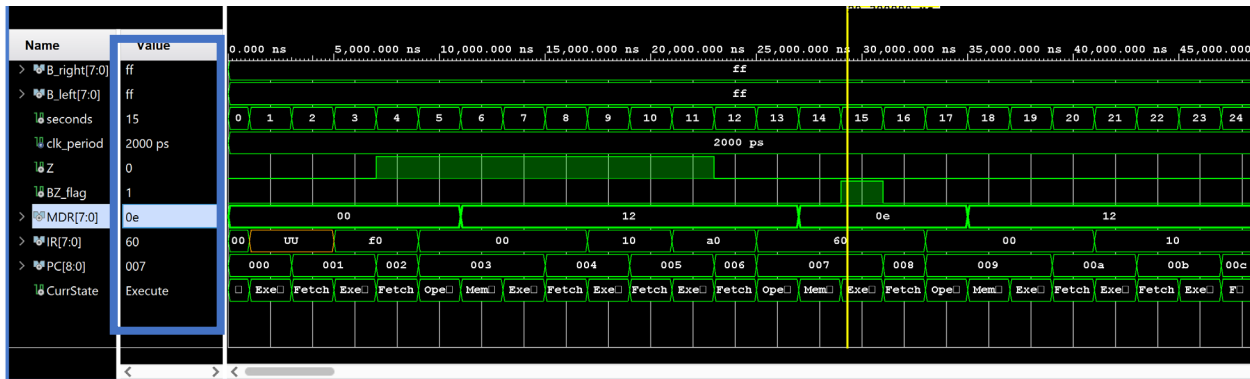 Name Value
0.000 ns 5,000.000 ns 10,000.000 ns 15,000.000 ns 20,000.000 ns 25,000.000 ns 30,000.000 ns 35,000.000 ns 40,000.000 ns 45,000.000
B_right[7:0] ff ff
B_left[7:0] ff ff
seconds 15 0 1 2 3 4 5 6 7 8 9 10 11 12 13 14 15 16 17 18 19 20 21 22 23 24
clk_period 2000 ps 2000 ps
Z 0
BZ_flag 1
MDR[7:0] 0e 00 12 0e 12
IR[7:0] 60 00 UU f0 00 10 a0 60 00 10
PC[8:0] 007 000 001 002 003 004 005 006 007 008 009 00a 00b 00c
CurrState Execute Exe Fetch Exe Fetch Ope Mem Exe Fetch Exe Fetch Exe Fetch Ope Mem Exe Fetch Ope Mem Exe Fetch Exe Fetch Exe F